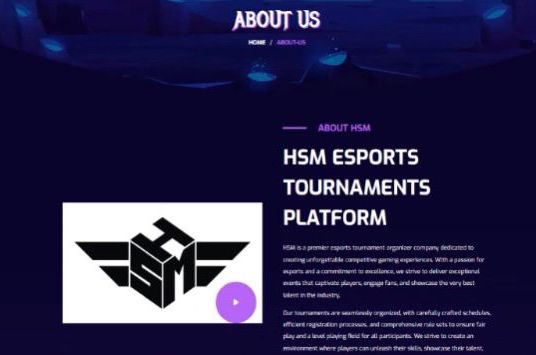 ABOUT US
HOME / ABOUT-US
ABOUT HSM
HSM ESPORTS
TOURNAMENTS
PLATFORM
HSM
HSM is a premier esports tournament organizer company dedicated to
creating unforgettable competitive gaming experiences. With a passion for
esports and a commitment to excellence, we strive to deliver exceptional
events that captivate players, engage fans, and showcase the very best
talent in the industry.
Our tournaments are seamlessly organized, with carefully crafted schedules,
efficient registration processes, and comprehensive rule sets to ensure fair
play and a level playing field for all participants. We strive to create an
environment where players can unleash their skills, showcase their talent,